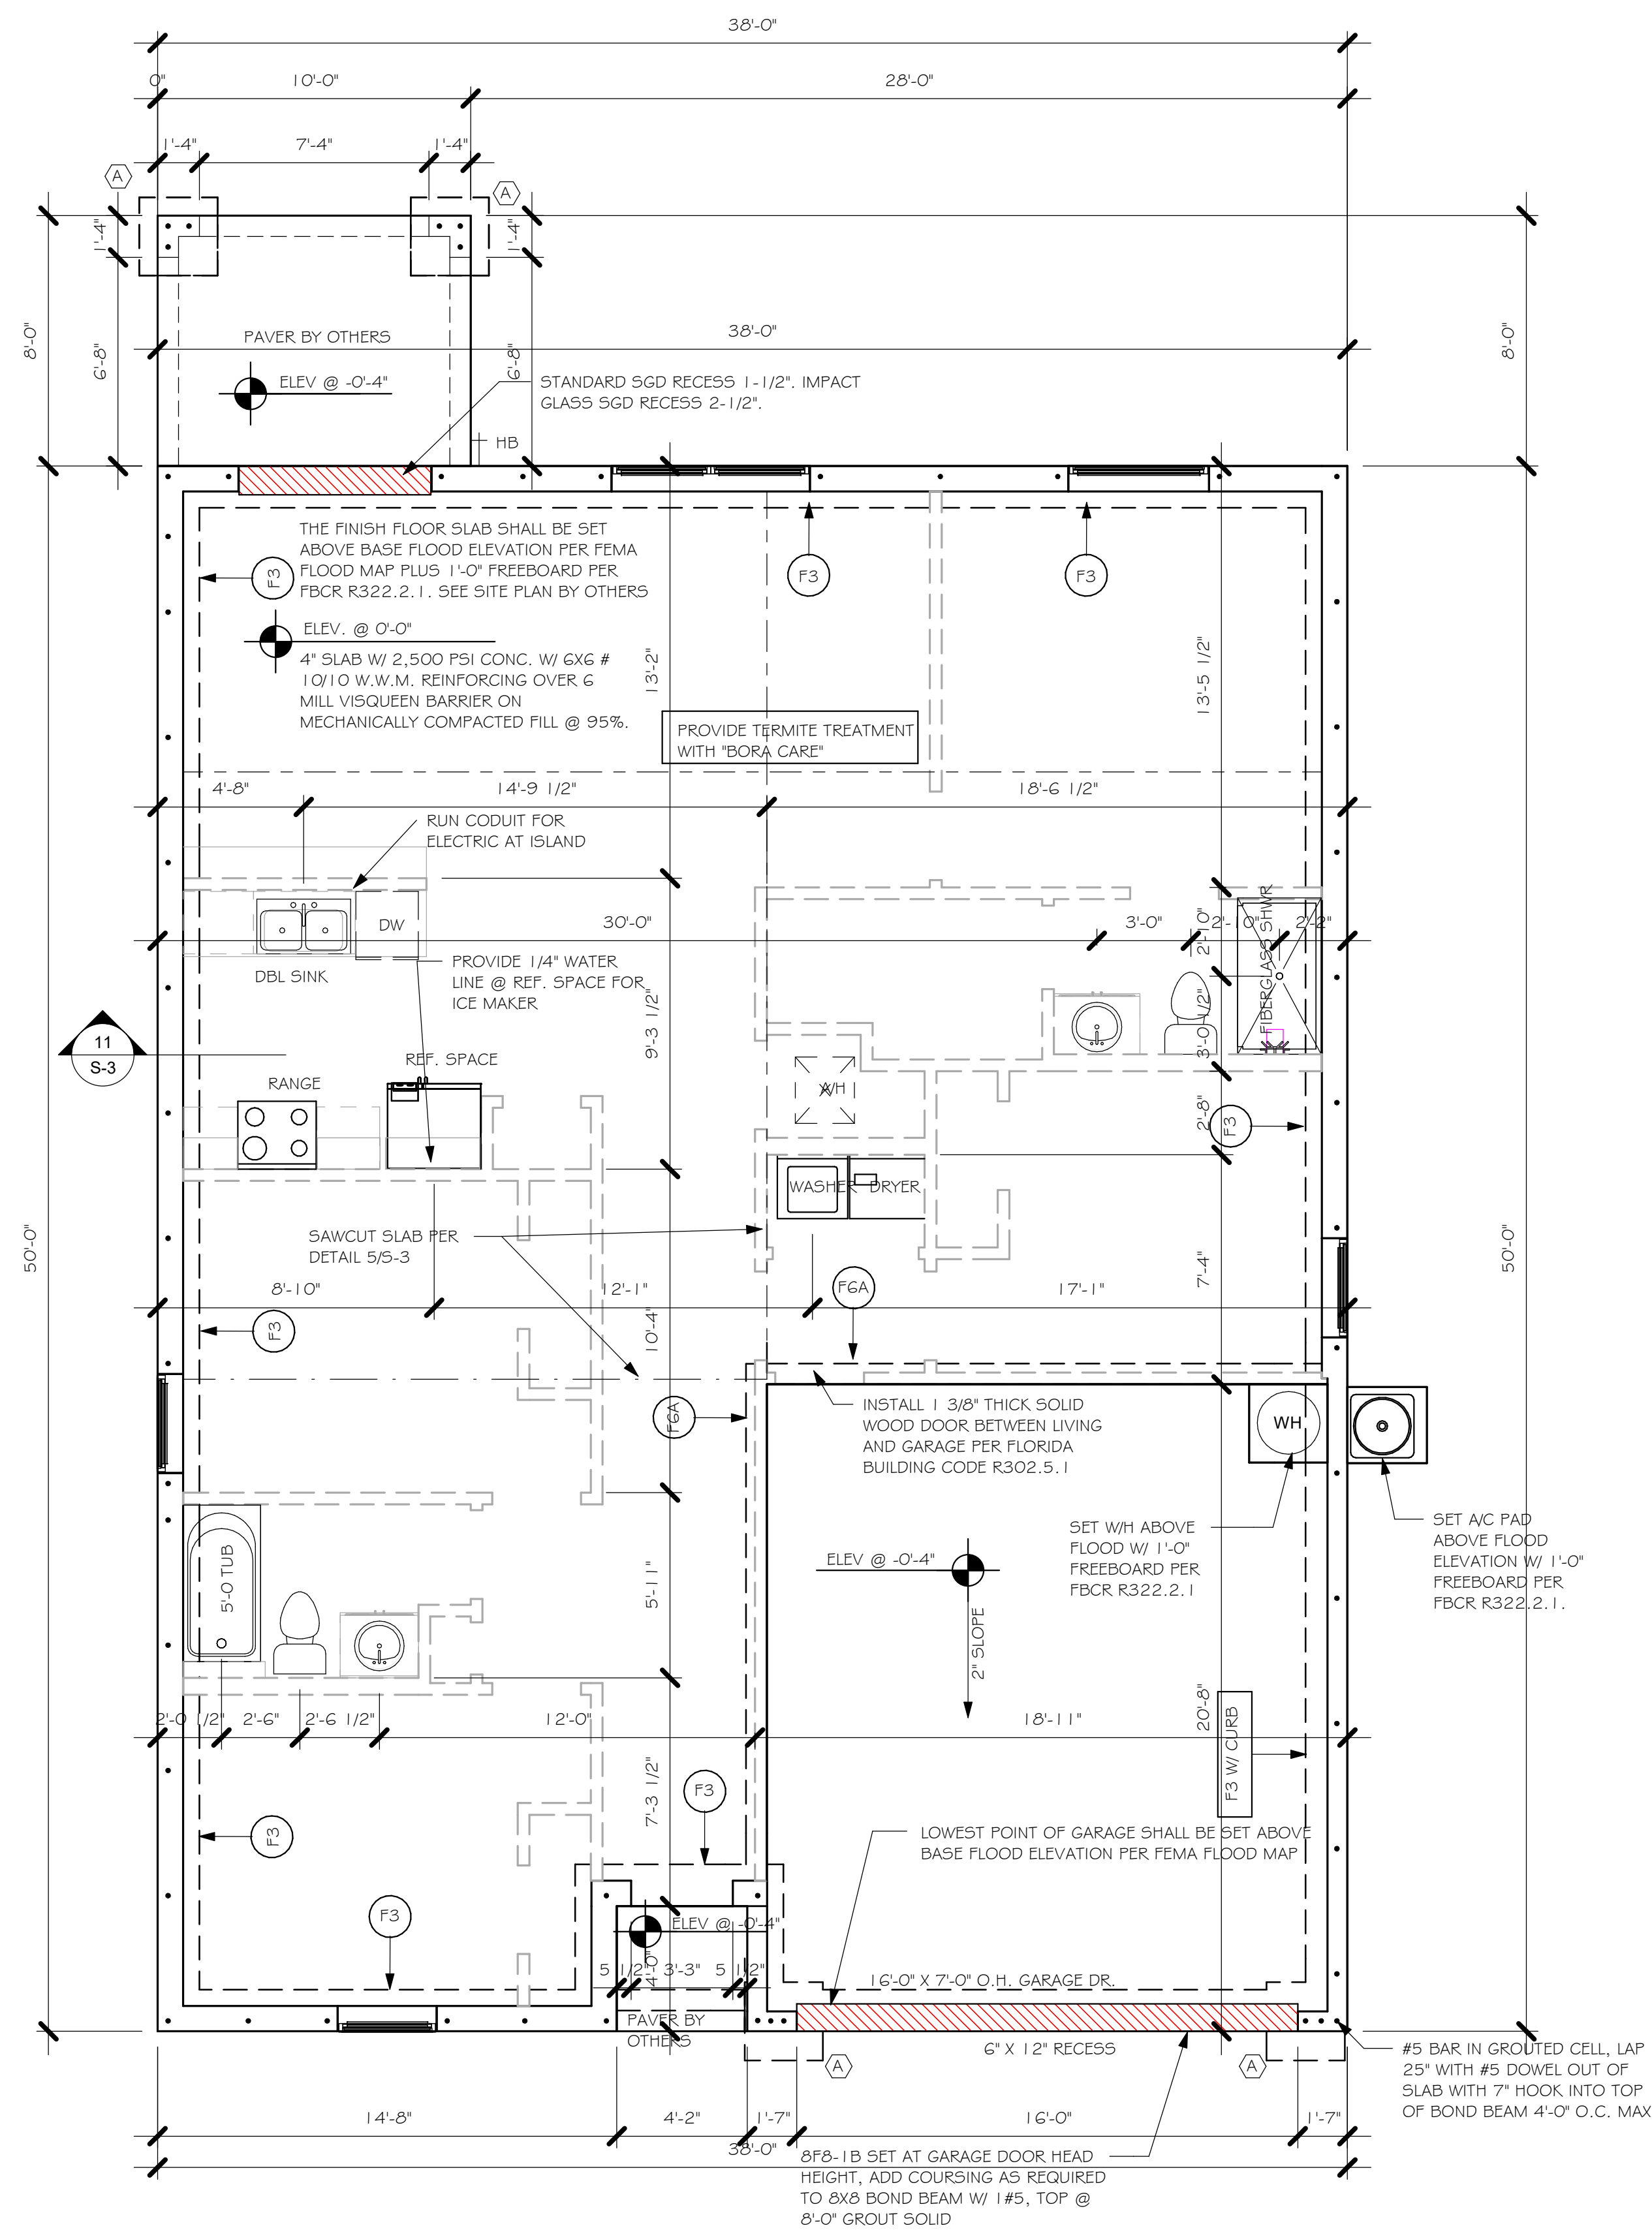 38'-0"
0"
10'-0"
28'-0"
1'-4"
7'-4"
1'-4"
A
A
1'-4"
1'-4"
8'-0"
6'-8"
6'-8"
8'-0"
PAVER BY OTHERS
38'-0"
ELEV @ -0'-4"
STANDARD SGD RECESS 1-1/2". IMPACT
GLASS SGD RECESS 2-1/2".
HB
THE FINISH FLOOR SLAB SHALL BE SET
ABOVE BASE FLOOD ELEVATION PER FEMA
FLOOD MAP PLUS 1'-0" FREEBOARD PER
FBCR R322.2.1. SEE SITE PLAN BY OTHERS
F3
F3
F3
ELEV. @ 0'-0"
4" SLAB W/ 2,500 PSI CONC. W/ 6X6 #
10/10 W.W.M. REINFORCING OVER 6
MILL VISQUEEN BARRIER ON
MECHANICALLY COMPACTED FILL @ 95%.
13'-2"
13'-5 1/2"
PROVIDE TERMITE TREATMENT
WITH "BORA CARE"
4'-8"
14'-9 1/2"
18'-6 1/2"
RUN CODUIT FOR
ELECTRIC AT ISLAND
DW
DBL SINK
30'-0"
3'-0"
2'-10"
2'-10"
2'-2"
FIBERGLASS SHWR
PROVIDE 1/4" WATER
LINE @ REF. SPACE FOR
ICE MAKER
9'-3 1/2"
3'-0 1/2"
11
S-3
REF. SPACE
RANGE
A/H
2'-8"
F3
WASHER
DRYER
SAWCUT SLAB PER
DETAIL 5/S-3
50'-0"
50'-0"
8'-10"
12'-1"
17'-1"
7'-4"
F6A
10'-4"
F3
F6A
INSTALL 1 3/8" THICK SOLID
WOOD DOOR BETWEEN LIVING
AND GARAGE PER FLORIDA
BUILDING CODE R302.5.1
WH
SET W/H ABOVE
FLOOD W/ 1'-0"
FREEBOARD PER
FBCR R322.2.1
SET A/C PAD
ABOVE FLOOD
ELEVATION W/ 1'-0"
FREEBOARD PER
FBCR R322.2.1.
ELEV @ -0'-4"
5'-0 TUB
5'-11"
2" SLOPE
2'-0 1/2"
2'-6"
2'-6 1/2"
12'-0"
18'-11"
20'-8"
F3 W/ CURB
7'-3 1/2"
F3
F3
LOWEST POINT OF GARAGE SHALL BE SET ABOVE
BASE FLOOD ELEVATION PER FEMA FLOOD MAP
F3
ELEV @ -0'-4"
4'-0"
5 1/2"
3'-3"
5 1/2"
16'-0" X 7'-0" O.H. GARAGE DR.
PAVER BY
OTHERS
6" X 12" RECESS
A
A
#5 BAR IN GROUTED CELL, LAP
25" WITH #5 DOWEL OUT OF
SLAB WITH 7" HOOK INTO TOP
OF BOND BEAM 4'-0" O.C. MAX
14'-8"
4'-2"
1'-7"
16'-0"
1'-7"
38'-0"
8F8-1B SET AT GARAGE DOOR HEAD
HEIGHT, ADD COURSING AS REQUIRED
TO 8X8 BOND BEAM W/ 1#5, TOP @
8'-0" GROUT SOLID